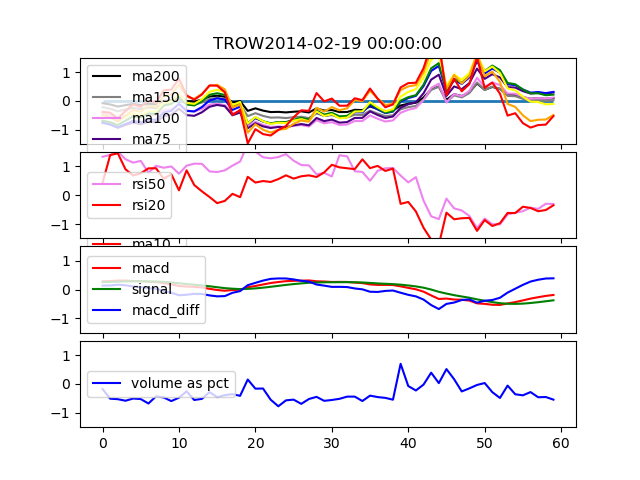 TROW2014-02-19 00:00:00
1
0
−1
ma200
ma150
ma100
ma75
1
0
−1
rsi50
rsi20
ma10
1
0
−1
macd
signal
macd_diff
1
0
−1
volume as pct
0 10 20 30 40 50 60